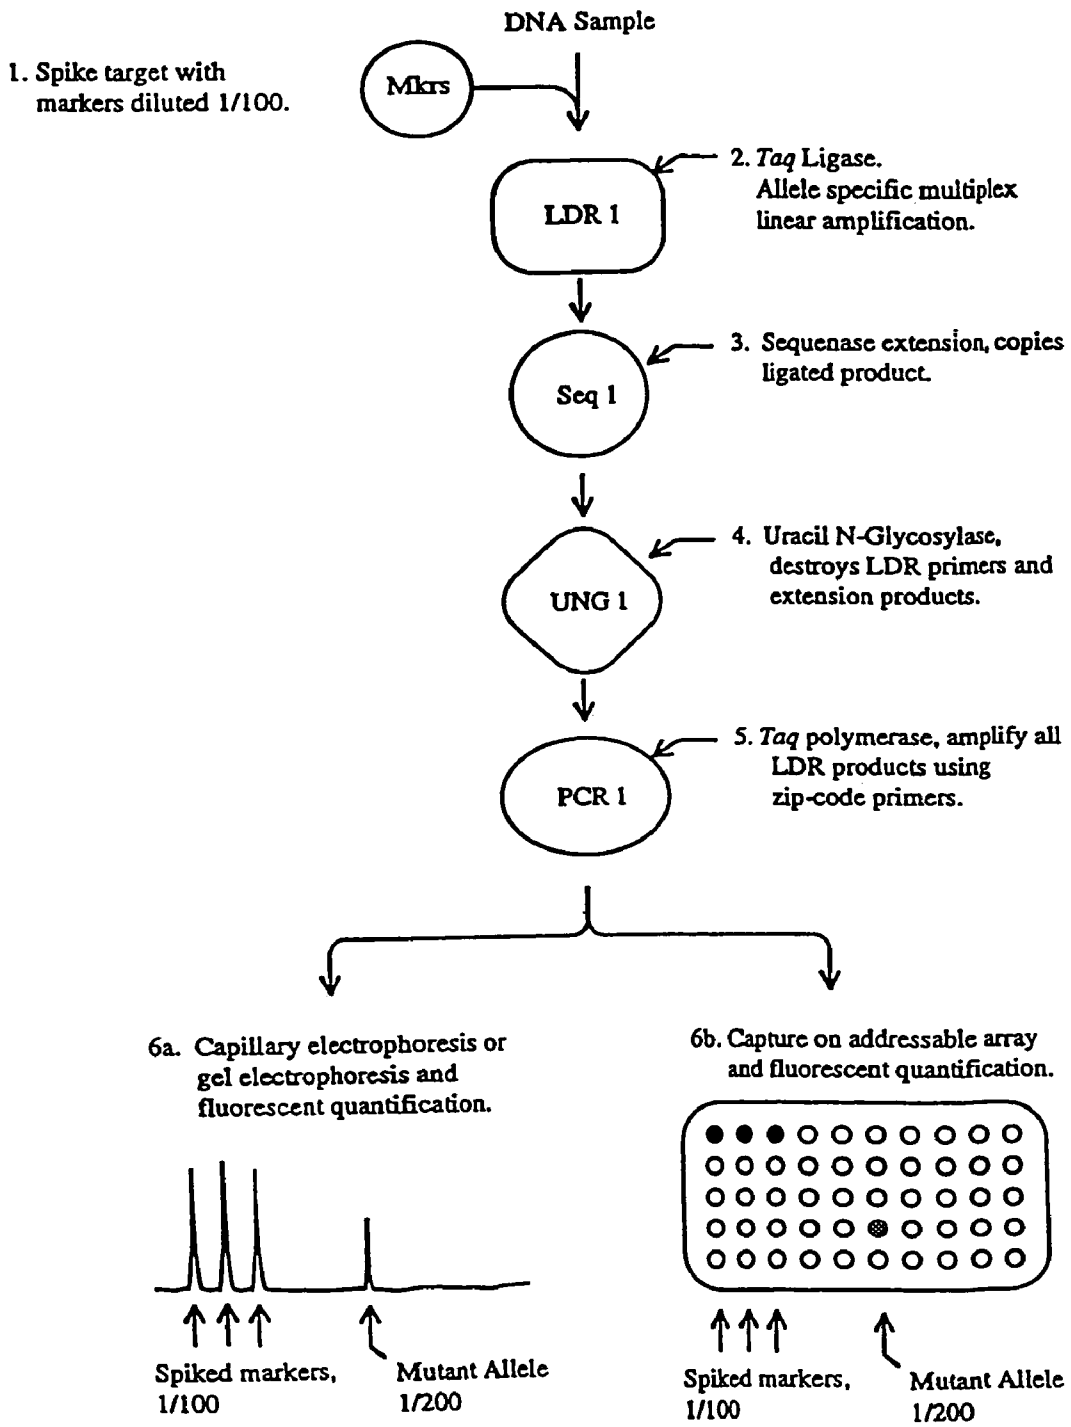 DNA Sample
1. Spike target with
markers diluted 1/100.
Mkrs
2. Taq Ligase.
Allele specific multiplex
linear amplification.
LDR 1
3. Sequenase extension, copies
ligated product.
Seq 1
4. Uracil N-Glycosylase,
destroys LDR primers and
extension products.
UNG 1
5. Taq polymerase, amplify all
LDR products using
zip-code primers.
PCR 1
6a. Capillary electrophoresis or
gel electrophoresis and
fluorescent quantification.
6b. Capture on addressable array
and fluorescent quantification.
Spiked markers,
1/100
Mutant Allele
1/200
Spiked markers,
1/100
Mutant Allele
1/200